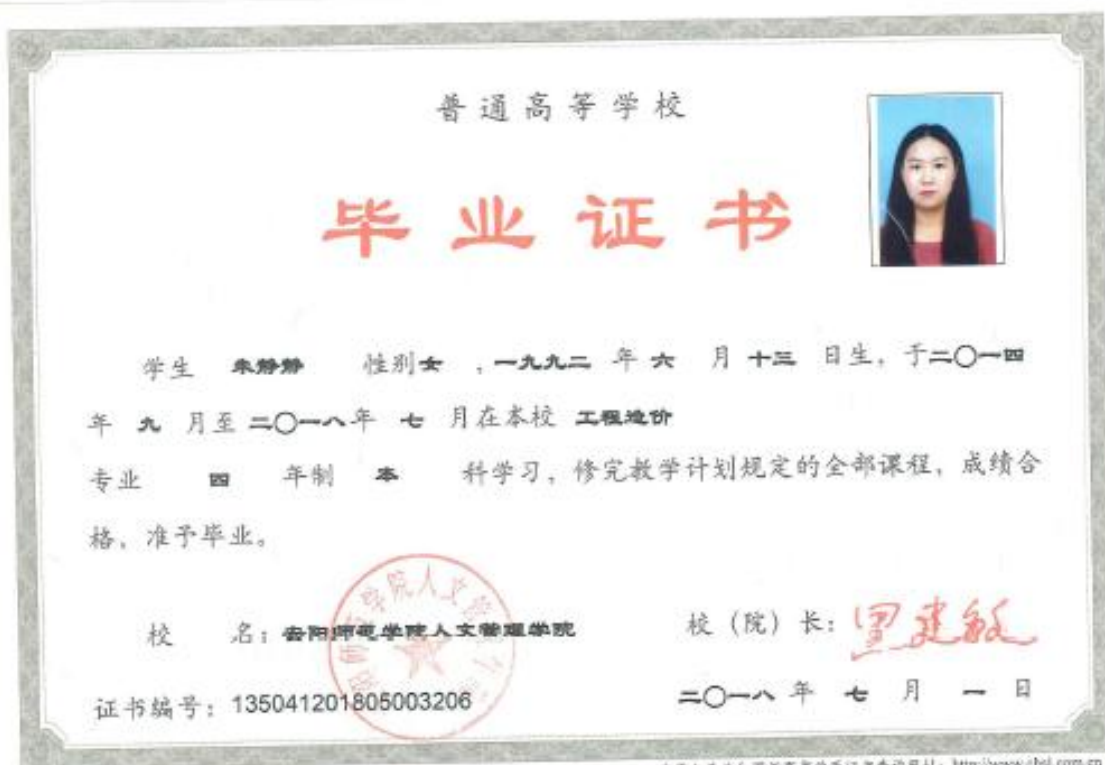 普通高等学校
毕业证书
学生 朱静静 性别女 ，一九九二 年 六 月 十三 日生，于二〇一四
年 九 月至 二〇一八年 七 月在本校 工程造价
专业 四 年制 本 科学习，修完教学计划规定的全部课程，成绩合
格，准予毕业。
校 名：安阳师范学院人文管理学院
校（院）长：
证书编号：135041201805003206
二〇一八 年 七 月 一 日
http://www.chsi.com.cn